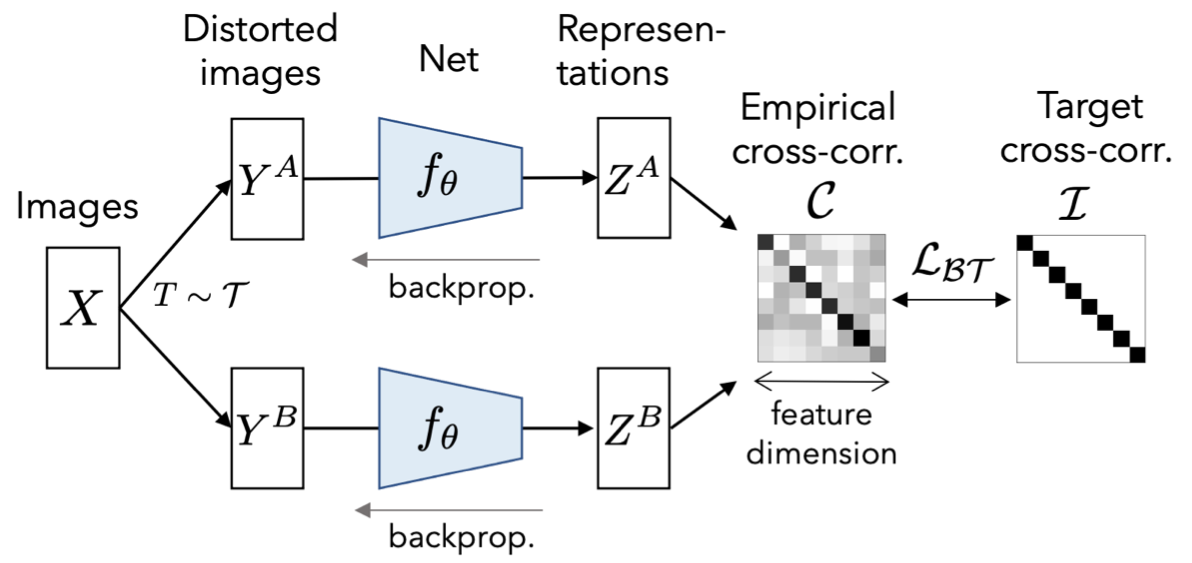 Distorted
images
Net
Represen-
tations
Empirical
cross-corr.
𝒞
Target
cross-corr.
ℐ
Images
X
T ~ 𝒯
Y^A
f_θ
Z^A
backprop.
ℒ_ℬ𝒯
Y^B
f_θ
Z^B
backprop.
feature
dimension